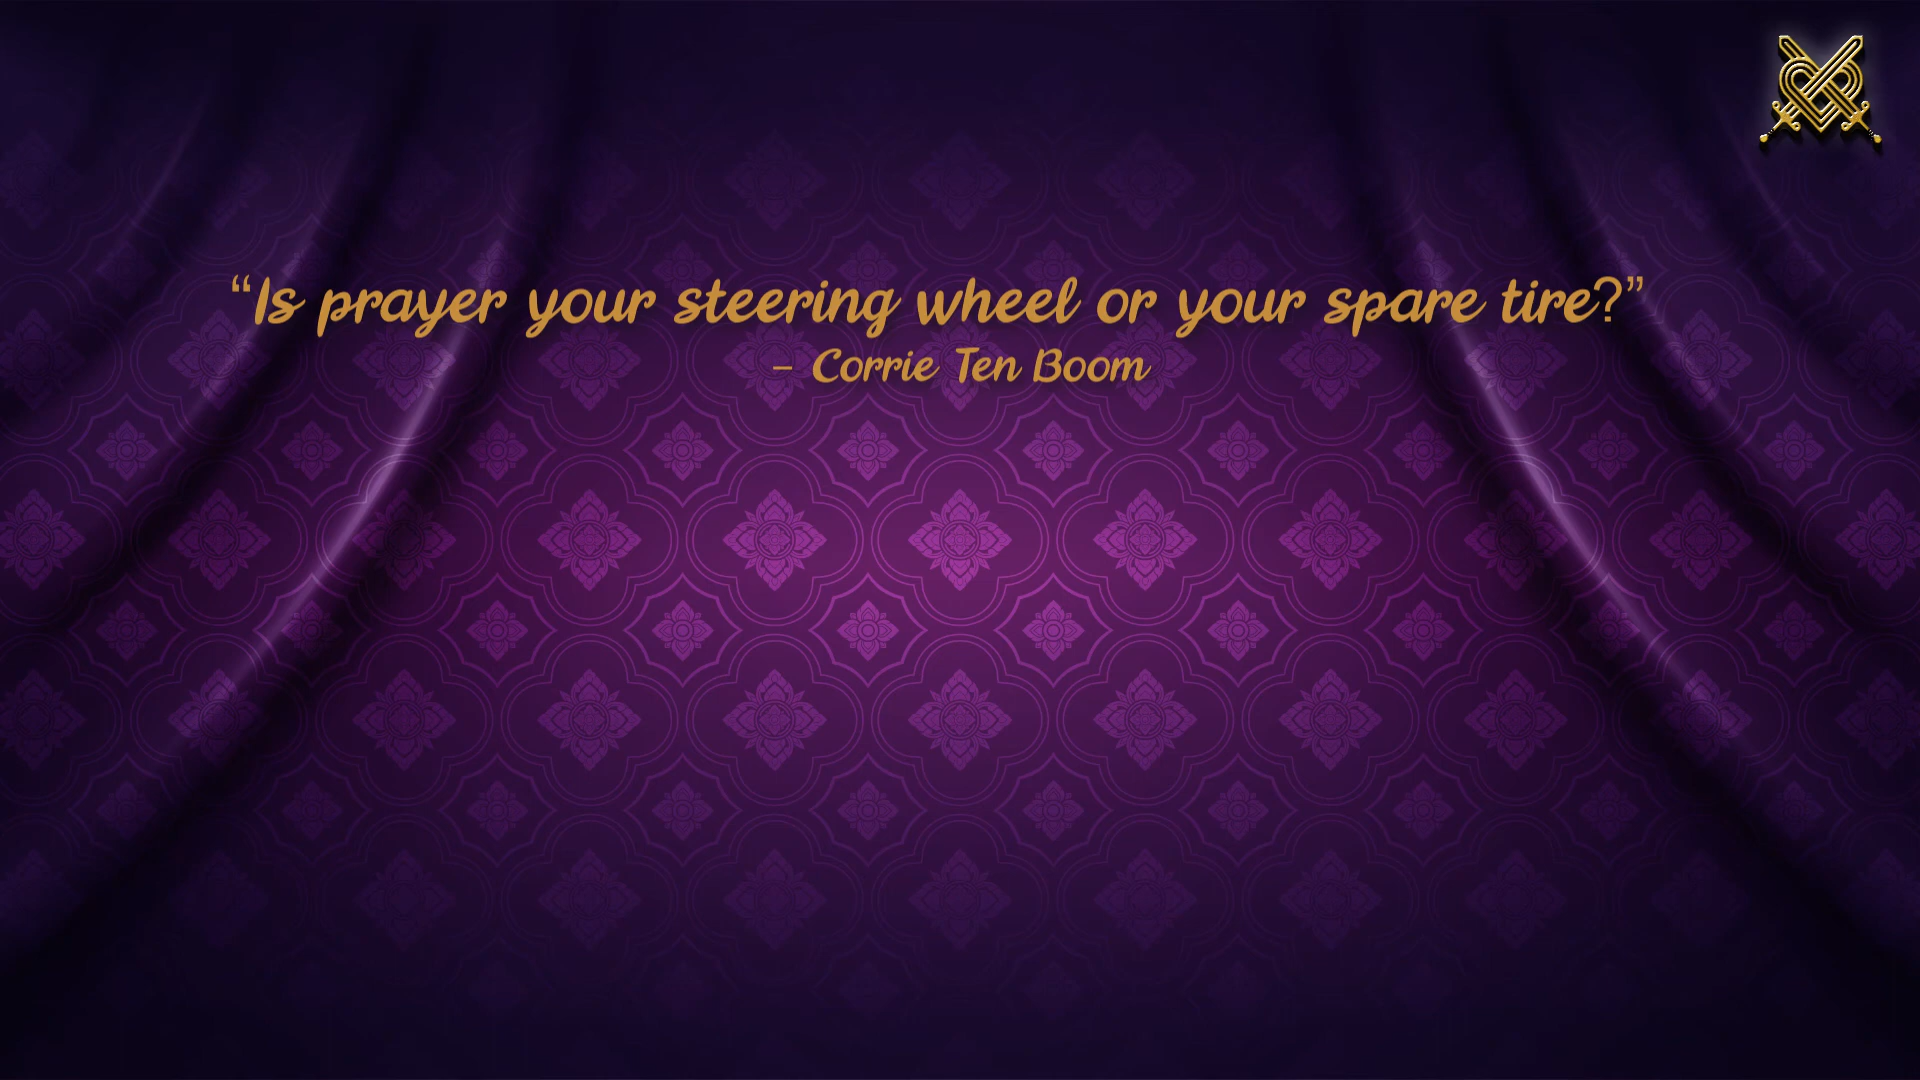 “Is prayer your steering wheel or your spare tire?”
– Corrie Ten Boom